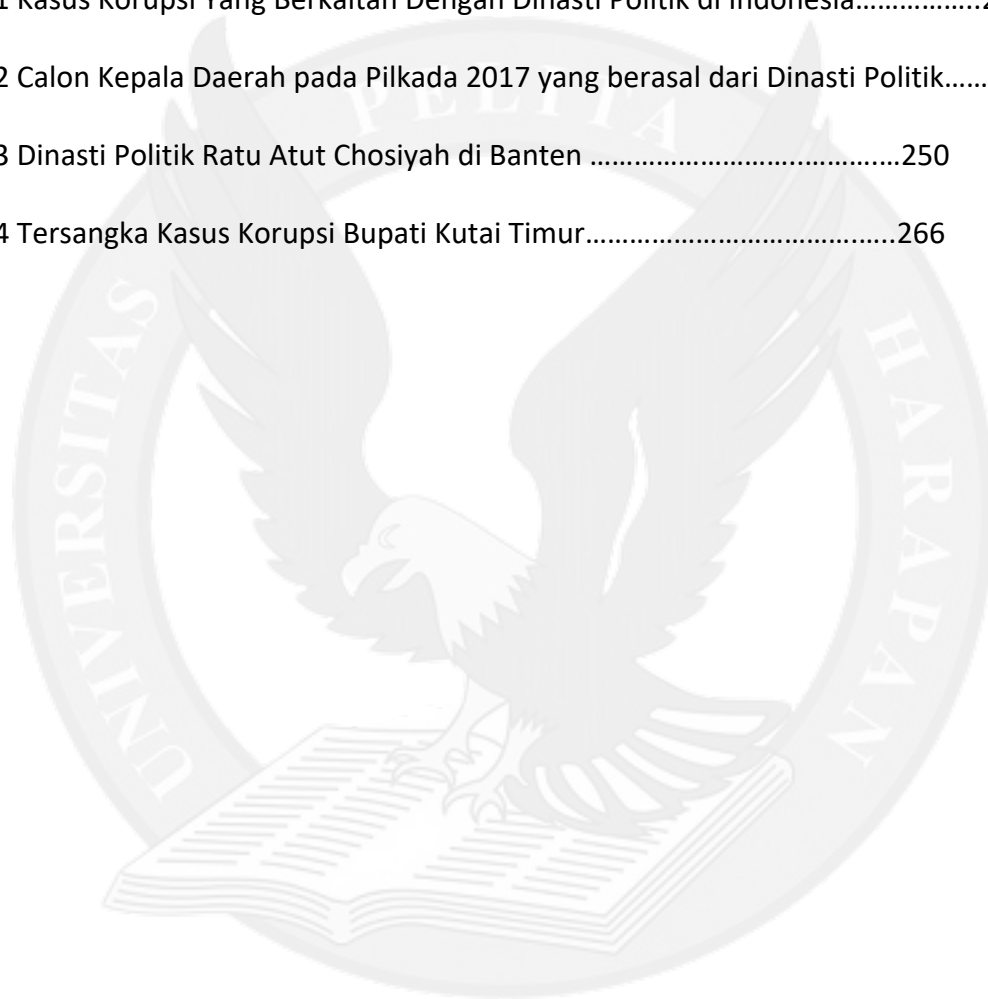 1 Kasus Korupsi Yang Berkaitan Dengan Dinasti Politik di Indonesia……………..2
2 Calon Kepala Daerah pada Pilkada 2017 yang berasal dari Dinasti Politik……
3 Dinasti Politik Ratu Atut Chosiyah di Banten ……………………..……….…250
4 Tersangka Kasus Korupsi Bupati Kutai Timur…………………………….…..266
UNIVERSITAS PELITA HARAPAN